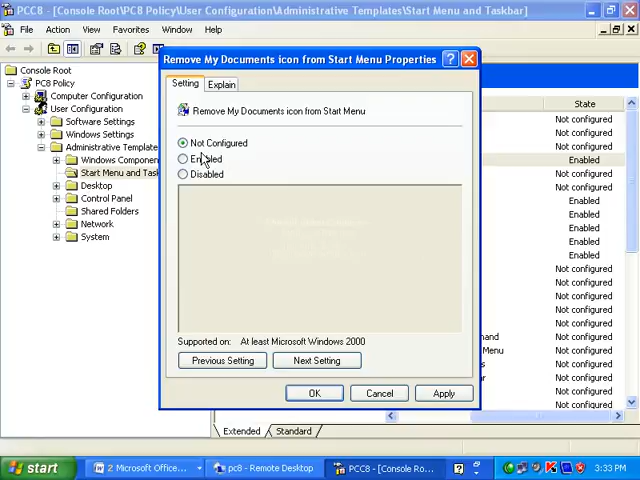 PCC8 - [Console Root\PC8 Policy\User Configuration\Administrative Templates\Start Menu and Taskbar]
File Action View Favorites Window Help
Console Root
PC8 Policy
Computer Configuration
User Configuration
Software Settings
Windows Settings
Administrative Template
Windows Componen
Start Menu and Task
Desktop
Control Panel
Shared Folders
Network
System
Remove My Documents icon from Start Menu Properties
Setting Explain
Remove My Documents icon from Start Menu
Not Configured
Enabled
Disabled
Supported on: At least Microsoft Windows 2000
Previous Setting Next Setting
OK Cancel Apply
State
Not configured
Not configured
Not configured
Enabled
Not configured
Not configured
Enabled
Enabled
Enabled
Enabled
Enabled
Not configured
Not configured
Not configured
Not configured
Not configured
mand Not configured
Menu Not configured
Not configured
ar Not configured
Not configured
Not configured
Extended Standard
start 2 Microsoft Office... pc8 - Remote Desktop PCC8 - [Console Ro... 3:33 PM